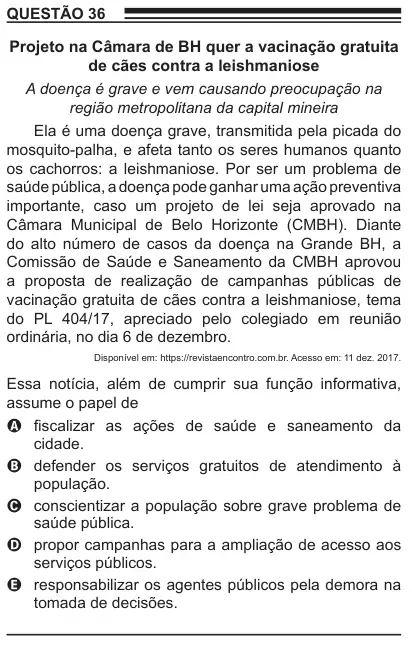 QUESTÃO 36
Projeto na Câmara de BH quer a vacinação gratuita
de cães contra a leishmaniose
A doença é grave e vem causando preocupação na
região metropolitana da capital mineira
Ela é uma doença grave, transmitida pela picada do
mosquito-palha, e afeta tanto os seres humanos quanto
os cachorros: a leishmaniose. Por ser um problema de
saúde pública, a doença pode ganhar uma ação preventiva
importante, caso um projeto de lei seja aprovado na
Câmara Municipal de Belo Horizonte (CMBH). Diante
do alto número de casos da doença na Grande BH, a
Comissão de Saúde e Saneamento da CMBH aprovou
a proposta de realização de campanhas públicas de
vacinação gratuita de cães contra a leishmaniose, tema
do PL 404/17, apreciado pelo colegiado em reunião
ordinária, no dia 6 de dezembro.
Disponível em: https://revistaencontro.com.br. Acesso em: 11 dez. 2017.
Essa notícia, além de cumprir sua função informativa,
assume o papel de
A fiscalizar as ações de saúde e saneamento da
cidade.
B defender os serviços gratuitos de atendimento à
população.
C conscientizar a população sobre grave problema de
saúde pública.
D propor campanhas para a ampliação de acesso aos
serviços públicos.
E responsabilizar os agentes públicos pela demora na
tomada de decisões.